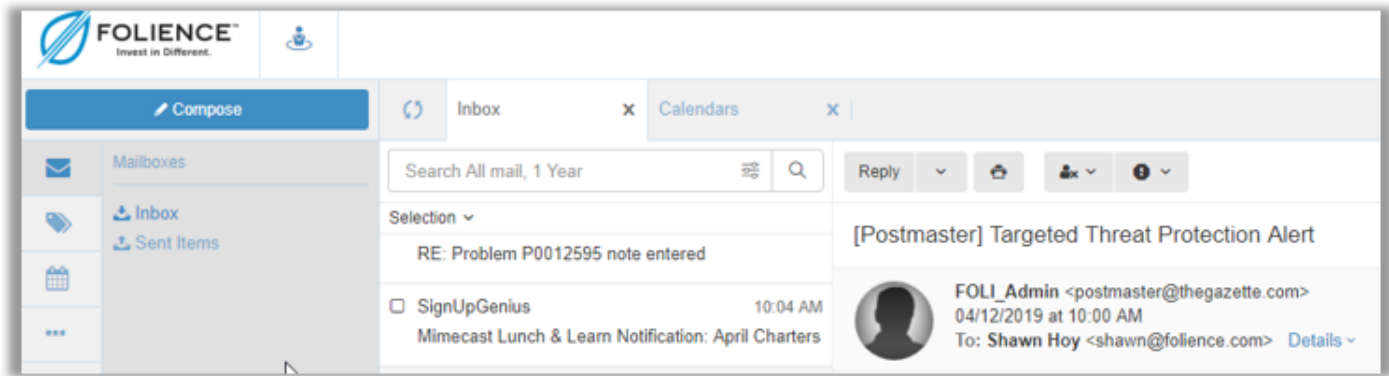 FOLIENCE™
Invest in Different.
Compose
Inbox
Calendars
Mailboxes
Inbox
Sent Items
Search All mail, 1 Year
Selection
RE: Problem P0012595 note entered
SignUpGenius 10:04 AM
Mimecast Lunch & Learn Notification: April Charters
Reply
[Postmaster] Targeted Threat Protection Alert
FOLI_Admin <postmaster@thegazette.com>
04/12/2019 at 10:00 AM
To: Shawn Hoy <shawn@folience.com> Details